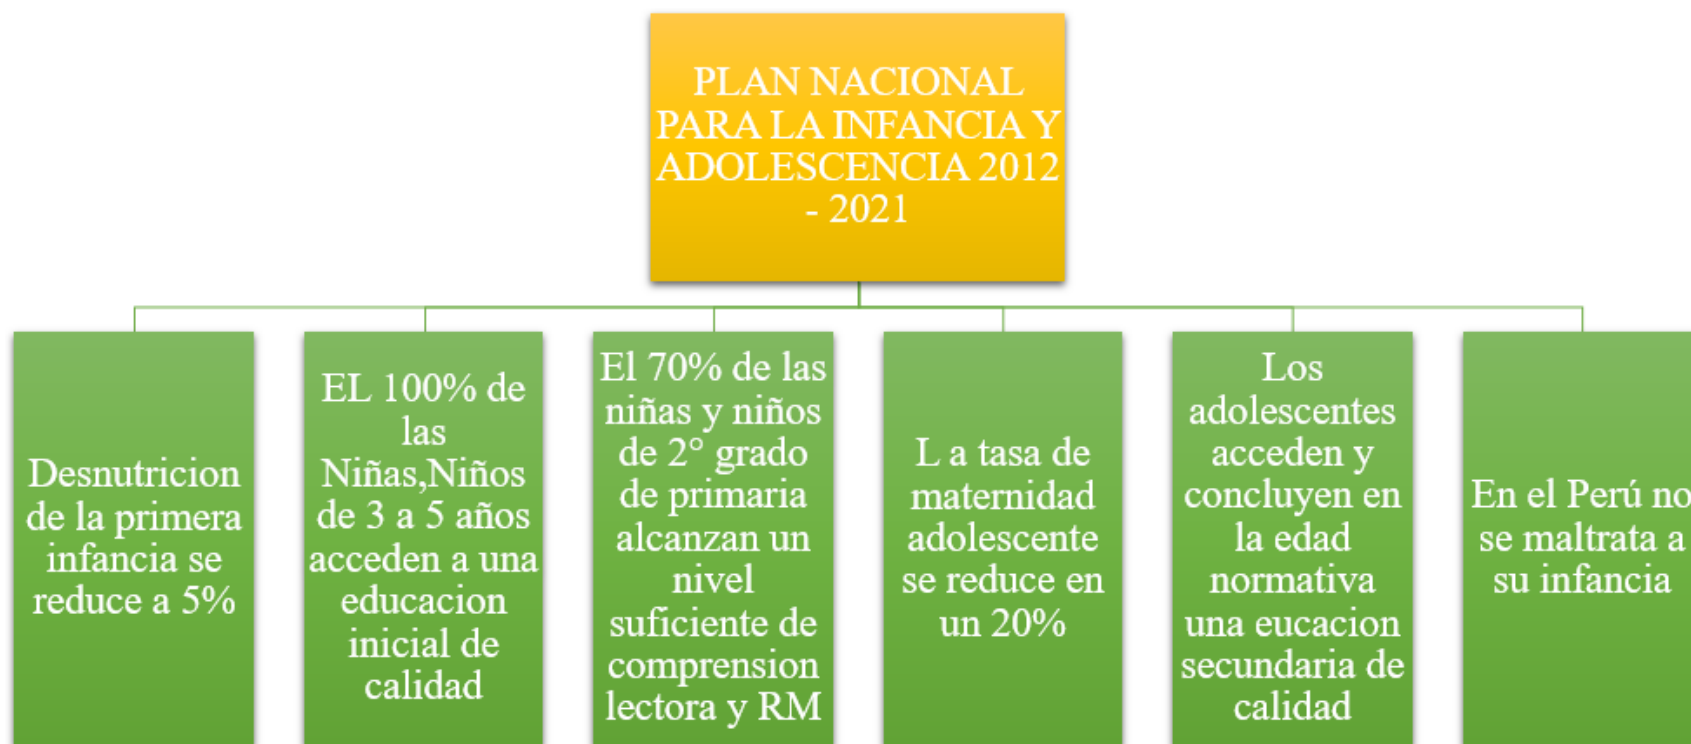 PLAN NACIONAL
PARA LA INFANCIA Y
ADOLESCENCIA 2012
- 2021
Desnutricion
de la primera
infancia se
reduce a 5%
EL 100% de
las
Niñas,Niños
de 3 a 5 años
acceden a una
educacion
inicial de
calidad
El 70% de las
niñas y niños
de 2° grado
de primaria
alcanzan un
nivel
suficiente de
comprension
lectora y RM
L a tasa de
maternidad
adolescente
se reduce en
un 20%
Los
adolescentes
acceden y
concluyen en
la edad
normativa
una eucacion
secundaria de
calidad
En el Perú no
se maltrata a
su infancia